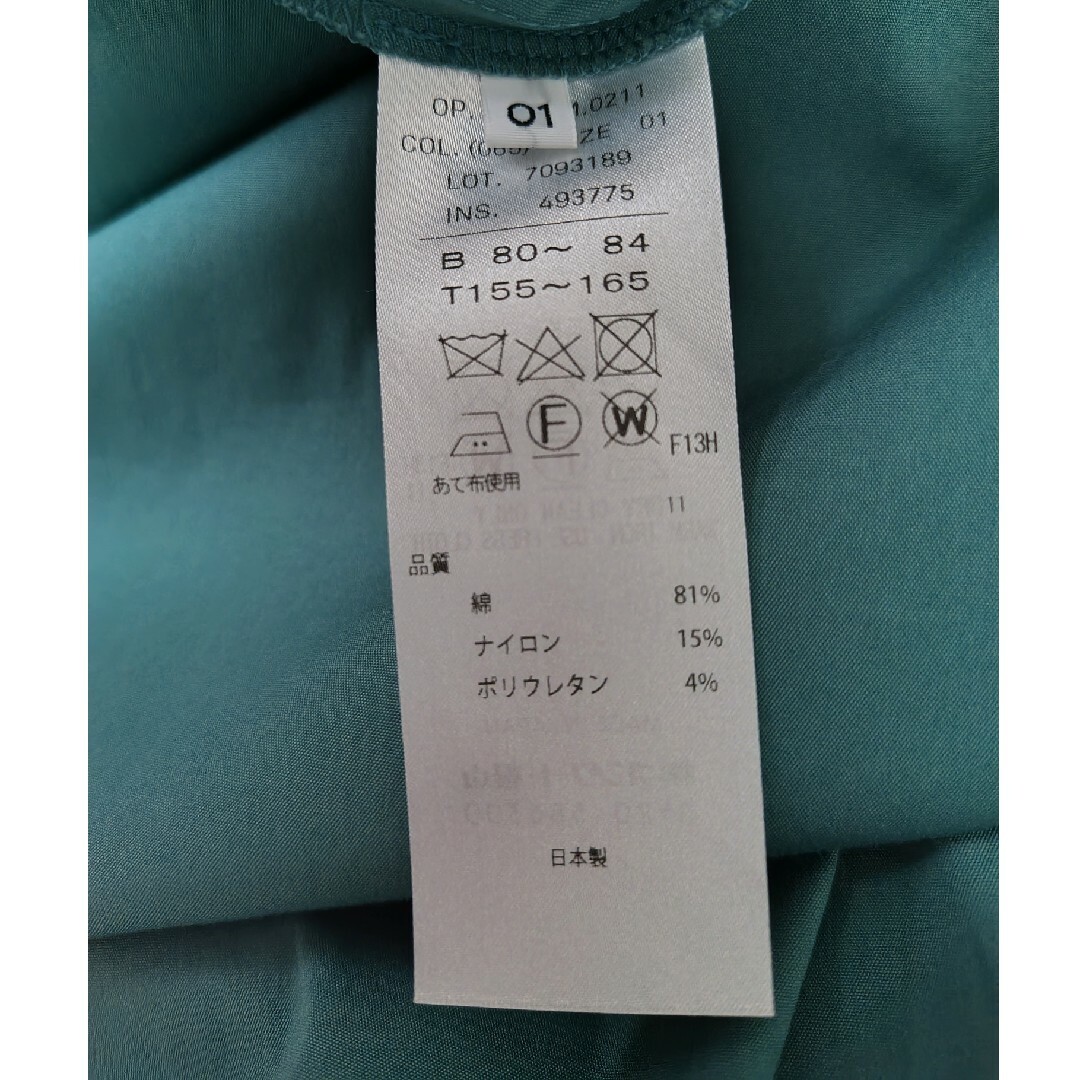 OP. 01 1.0211
COL. ZE 01
LOT. 7093189
INS. 493775
B 80～ 84
T155～165
F W F13H
あて布使用
11
品質
綿 81%
ナイロン 15%
ポリウレタン 4%
日本製